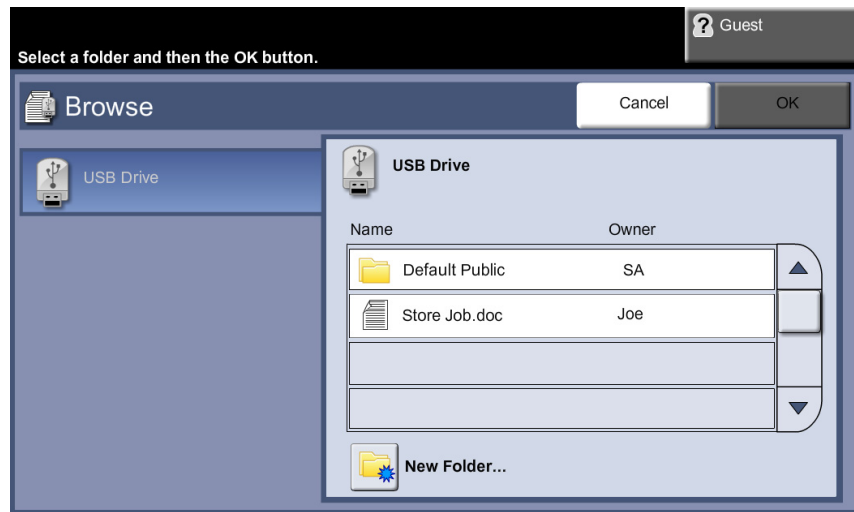 Guest
Select a folder and then the OK button.
Browse
Cancel
OK
USB Drive
USB Drive
Name Owner
Default Public SA
Store Job.doc Joe
New Folder...